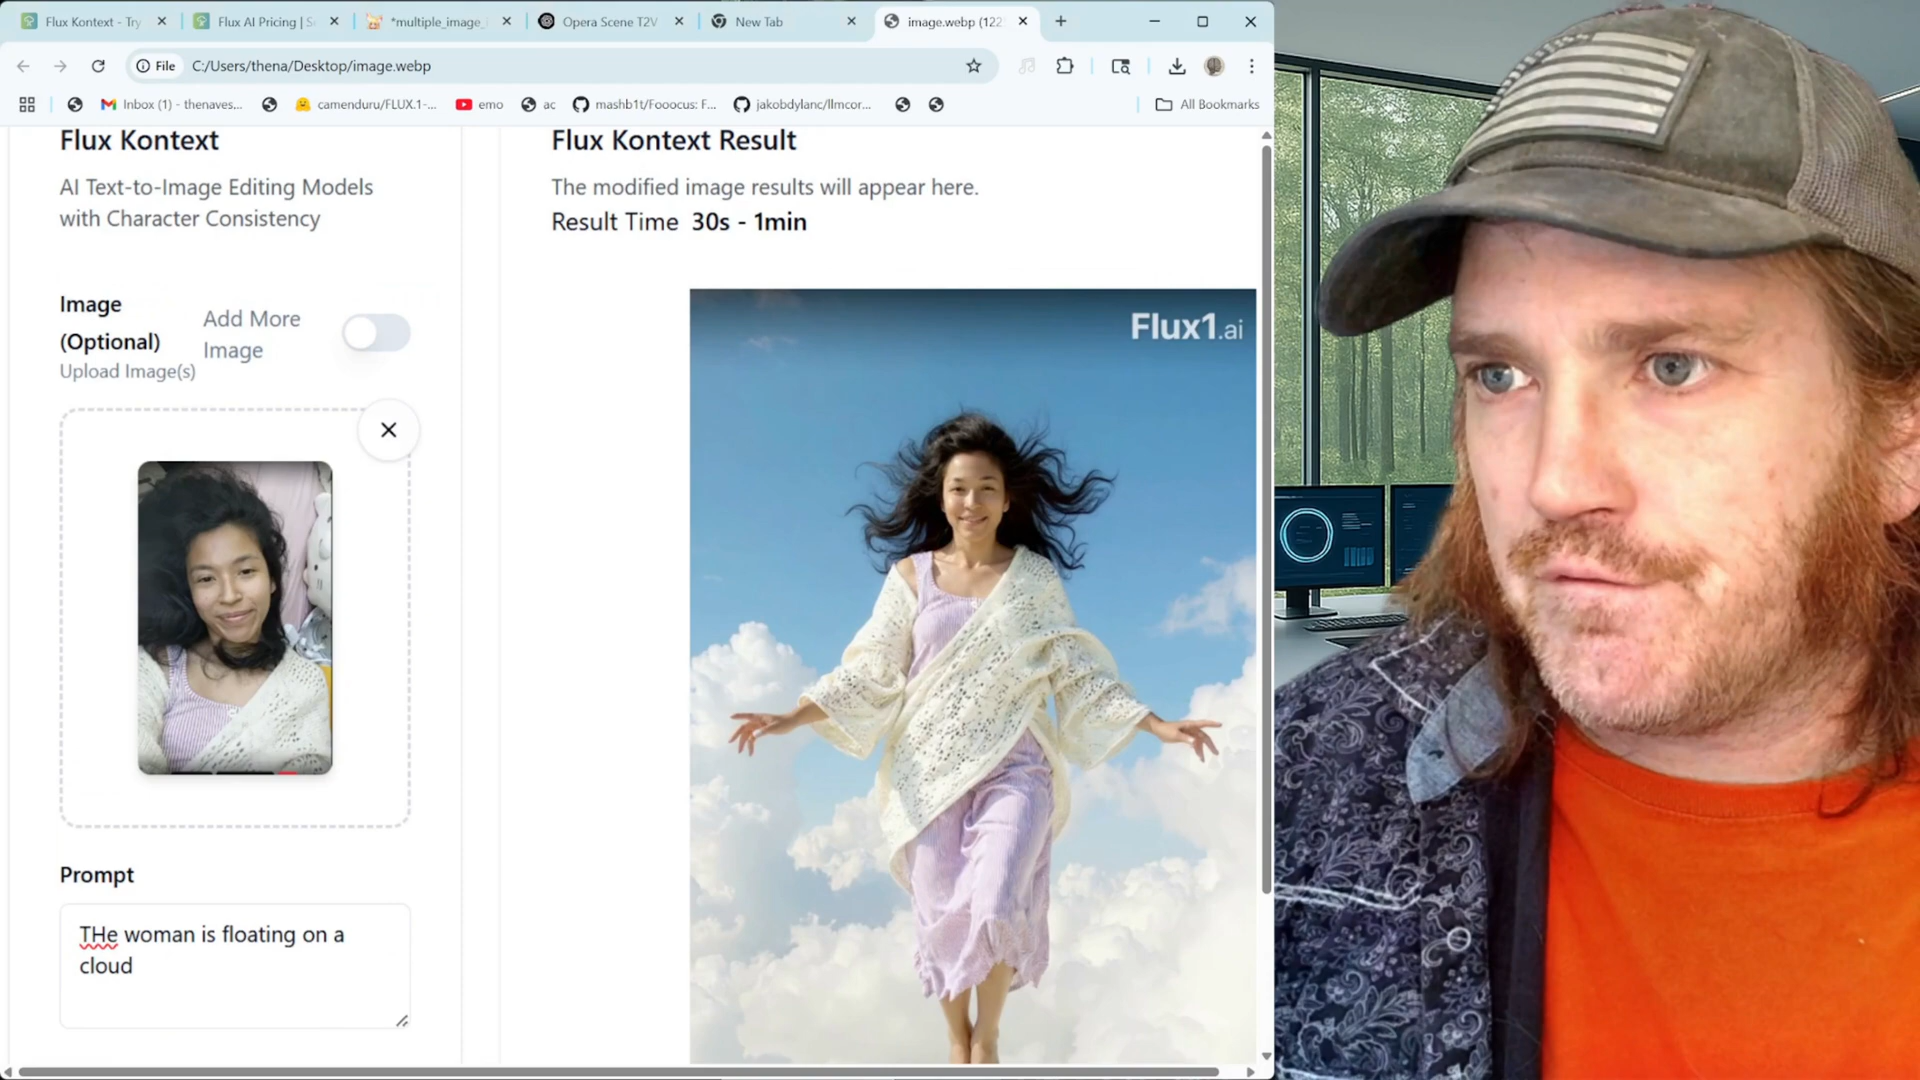 Flux Kontext - Try
Flux AI Pricing | S
*multiple_image_
Opera Scene T2V
New Tab
image.webp (122
File
C:/Users/thena/Desktop/image.webp
Inbox (1) - thenaves...
camenduru/FLUX.1-...
emo
ac
mashb1t/Fooocus: F...
jakobdylanc/llmcor...
All Bookmarks
Flux Kontext
AI Text-to-Image Editing Models
with Character Consistency
Image
(Optional)
Upload Image(s)
Add More
Image
Prompt
THe woman is floating on a
cloud
Flux Kontext Result
The modified image results will appear here.
Result Time 30s - 1min
Flux1.ai